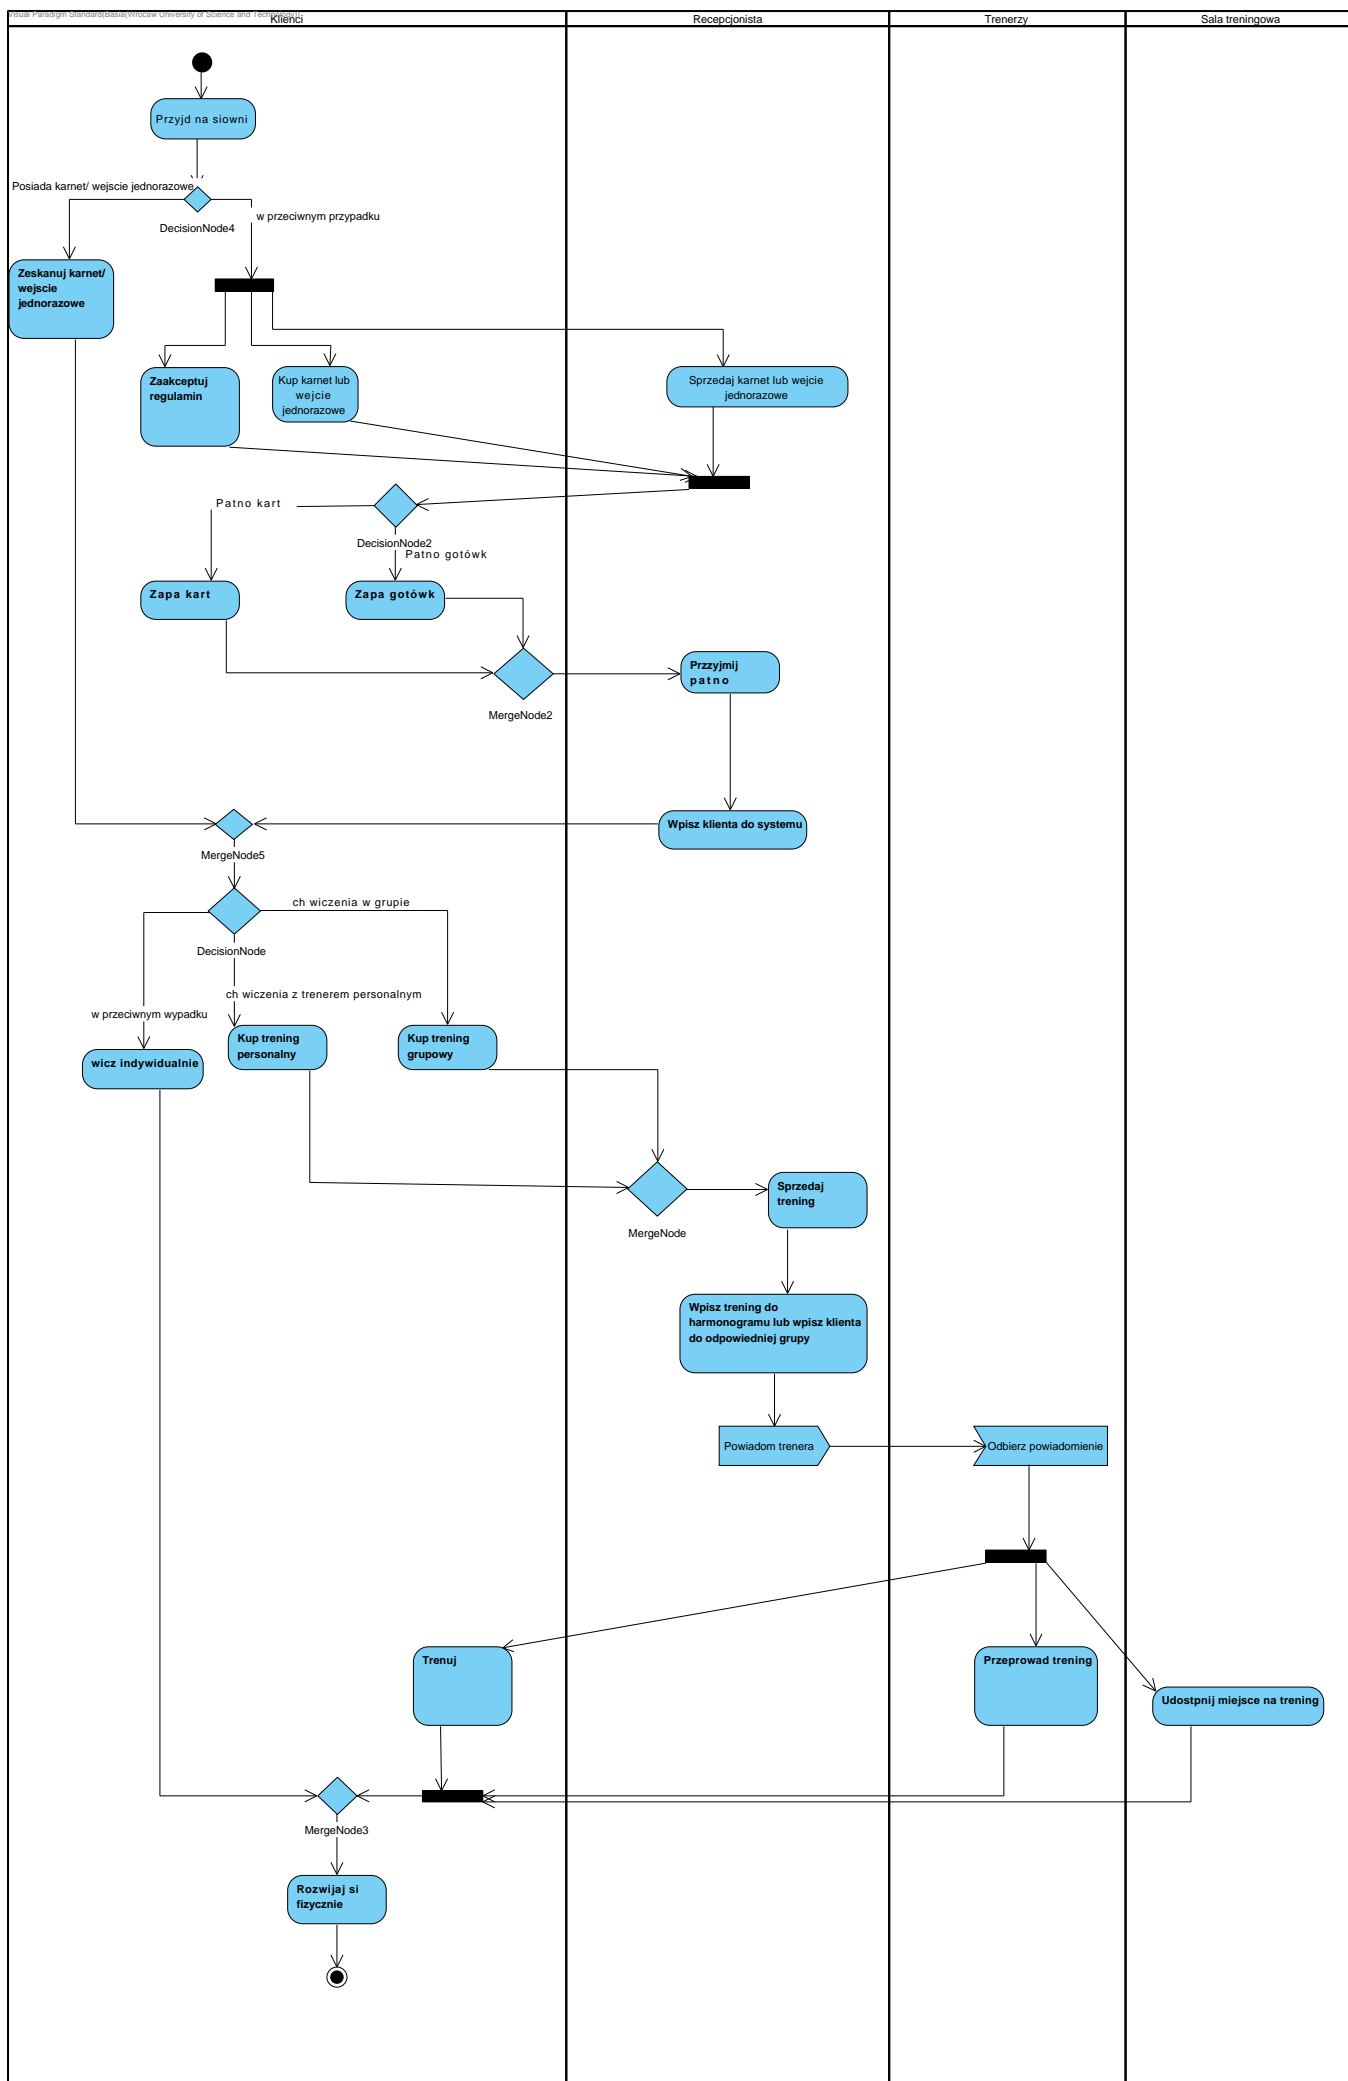 Visual Paradigm Standard(Basia(Wroclaw University of Science and Technology))
Klienci
Recepcjonista
Trenerzy
Sala treningowa
Przyjd na siowni
Posiada karnet/ wejscie jednorazowe
w przeciwnym przypadku
DecisionNode4
Zeskanuj karnet/
wejscie
jednorazowe
Zaakceptuj
regulamin
Kup karnet lub
wejcie
jednorazowe
Sprzedaj karnet lub wejcie
jednorazowe
Patno kart
DecisionNode2
Patno gotówk
Zapa kart
Zapa gotówk
Przzyjmij
patno
MergeNode2
Wpisz klienta do systemu
MergeNode5
ch wiczenia w grupie
DecisionNode
ch wiczenia z trenerem personalnym
w przeciwnym wypadku
Kup trening
personalny
Kup trening
grupowy
wicz indywidualnie
Sprzedaj
trening
MergeNode
Wpisz trening do
harmonogramu lub wpisz klienta
do odpowiedniej grupy
Powiadom trenera
Odbierz powiadomienie
Trenuj
Przeprowad trening
Udostpnij miejsce na trening
MergeNode3
Rozwijaj si
fizycznie